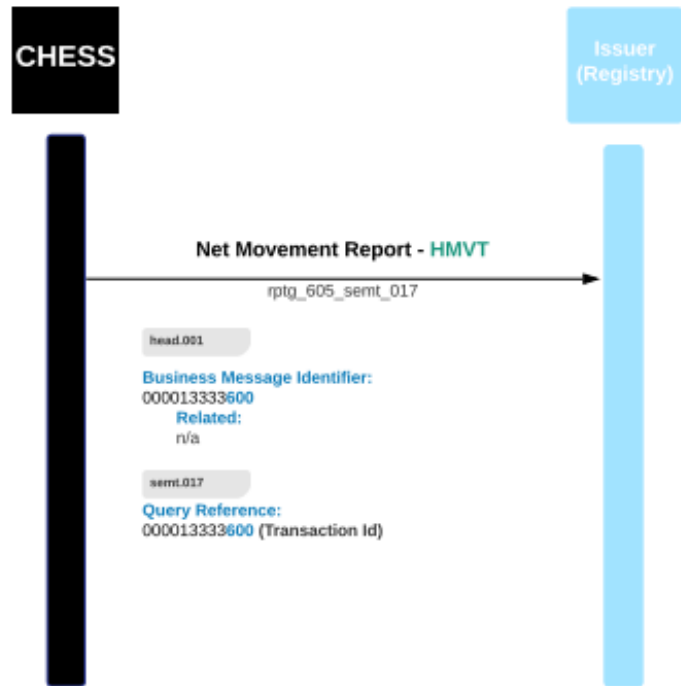 CHESS
Issuer
(Registry)
Net Movement Report - HMVT
rptg_605_semt_017
head.001
Business Message Identifier:
000013333600
Related:
n/a
semt.017
Query Reference:
000013333600 (Transaction Id)